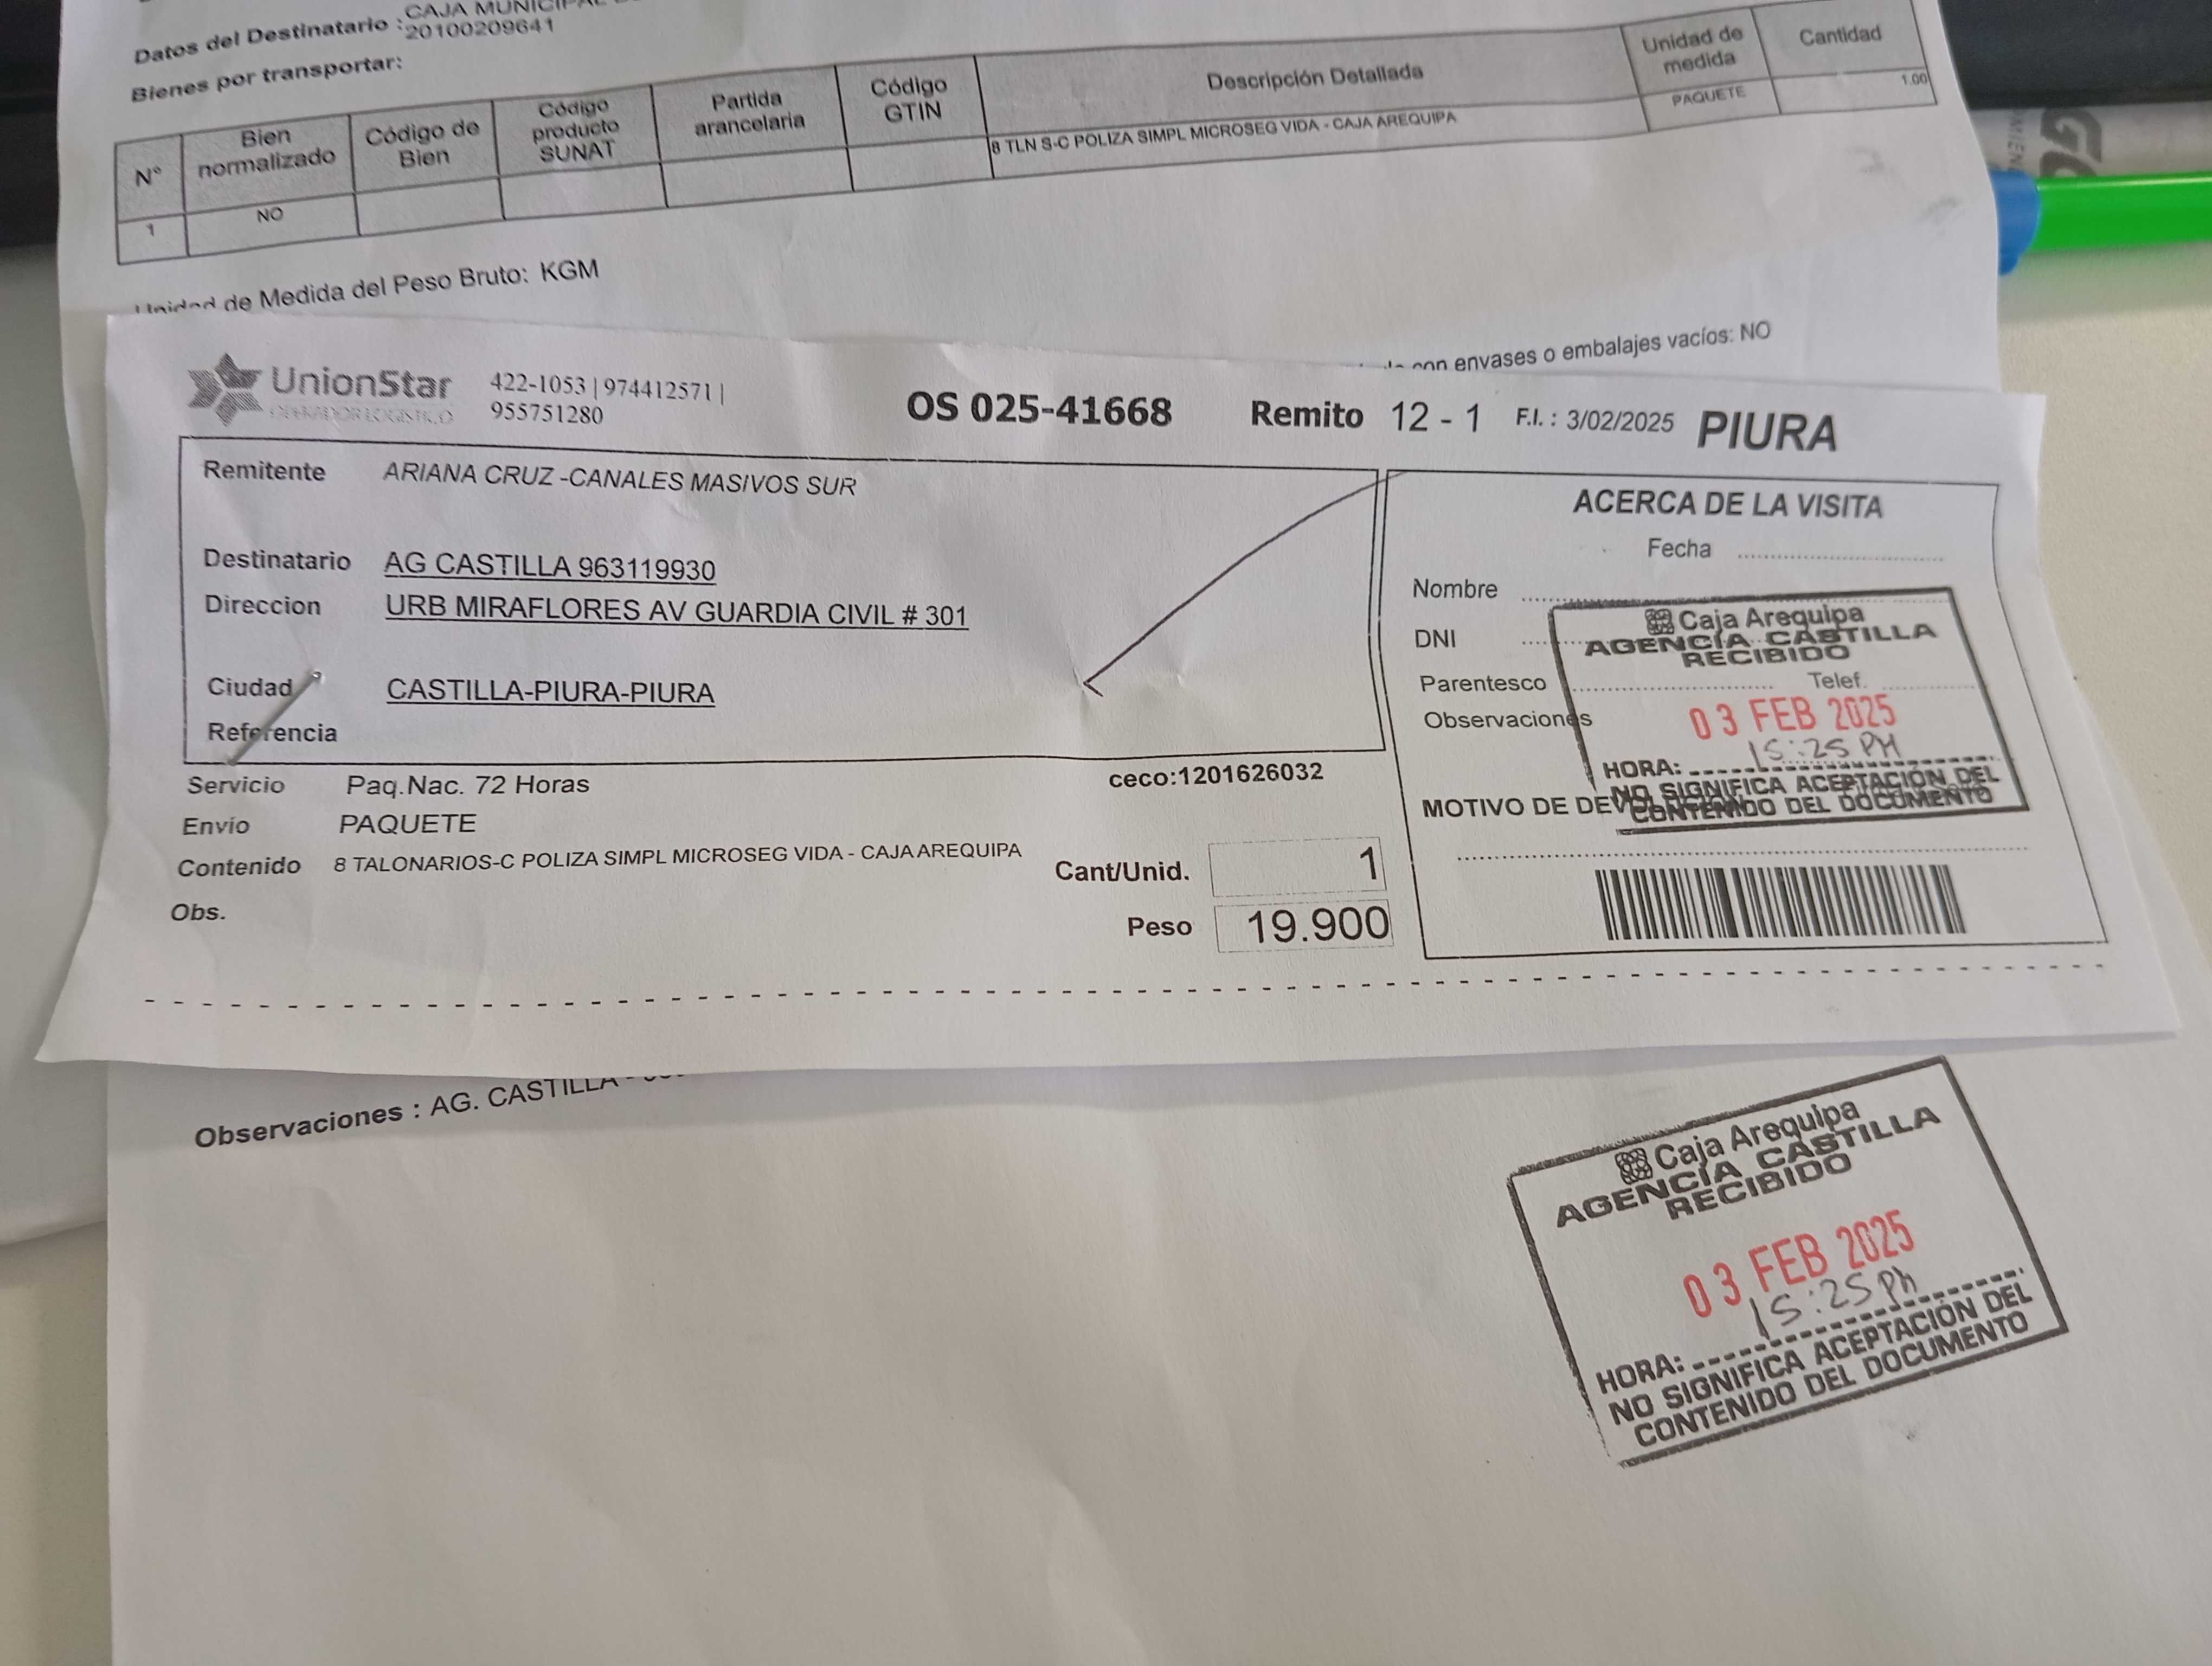 Datos del Destinatario : CAJA MUNICIPAL
20100209641
Bienes por transportar:
N° Bien normalizado Código de Bien Código producto SUNAT Partida arancelaria Código GTIN Descripción Detallada Unidad de medida Cantidad
1 NO 8 TLN S-C POLIZA SIMPL MICROSEG VIDA - CAJA AREQUIPA PAQUETE 1.00
Unidad de Medida del Peso Bruto: KGM
con envases o embalajes vacíos: NO
UnionStar
OPERADOR LOGISTICO
422-1053 | 974412571 |
955751280
OS 025-41668 Remito 12 - 1 F.I. : 3/02/2025 PIURA
Remitente ARIANA CRUZ -CANALES MASIVOS SUR
Destinatario AG CASTILLA 963119930
Direccion URB MIRAFLORES AV GUARDIA CIVIL # 301
Ciudad CASTILLA-PIURA-PIURA
Referencia
Servicio Paq.Nac. 72 Horas
ceco:1201626032
Envío PAQUETE
Contenido 8 TALONARIOS-C POLIZA SIMPL MICROSEG VIDA - CAJA AREQUIPA
Cant/Unid. 1
Obs.
Peso 19.900
ACERCA DE LA VISITA
Fecha
Nombre
DNI
Parentesco
Telef.
Observaciones
MOTIVO DE
Caja Arequipa
AGENCIA CASTILLA
RECIBIDO
03 FEB 2025
15:25 PM
HORA:
NO SIGNIFICA ACEPTACIÓN DEL
CONTENIDO DEL DOCUMENTO
Observaciones : AG. CASTILLA -
Caja Arequipa
AGENCIA CASTILLA
RECIBIDO
03 FEB 2025
15:25 PM
HORA:
NO SIGNIFICA ACEPTACIÓN DEL
CONTENIDO DEL DOCUMENTO